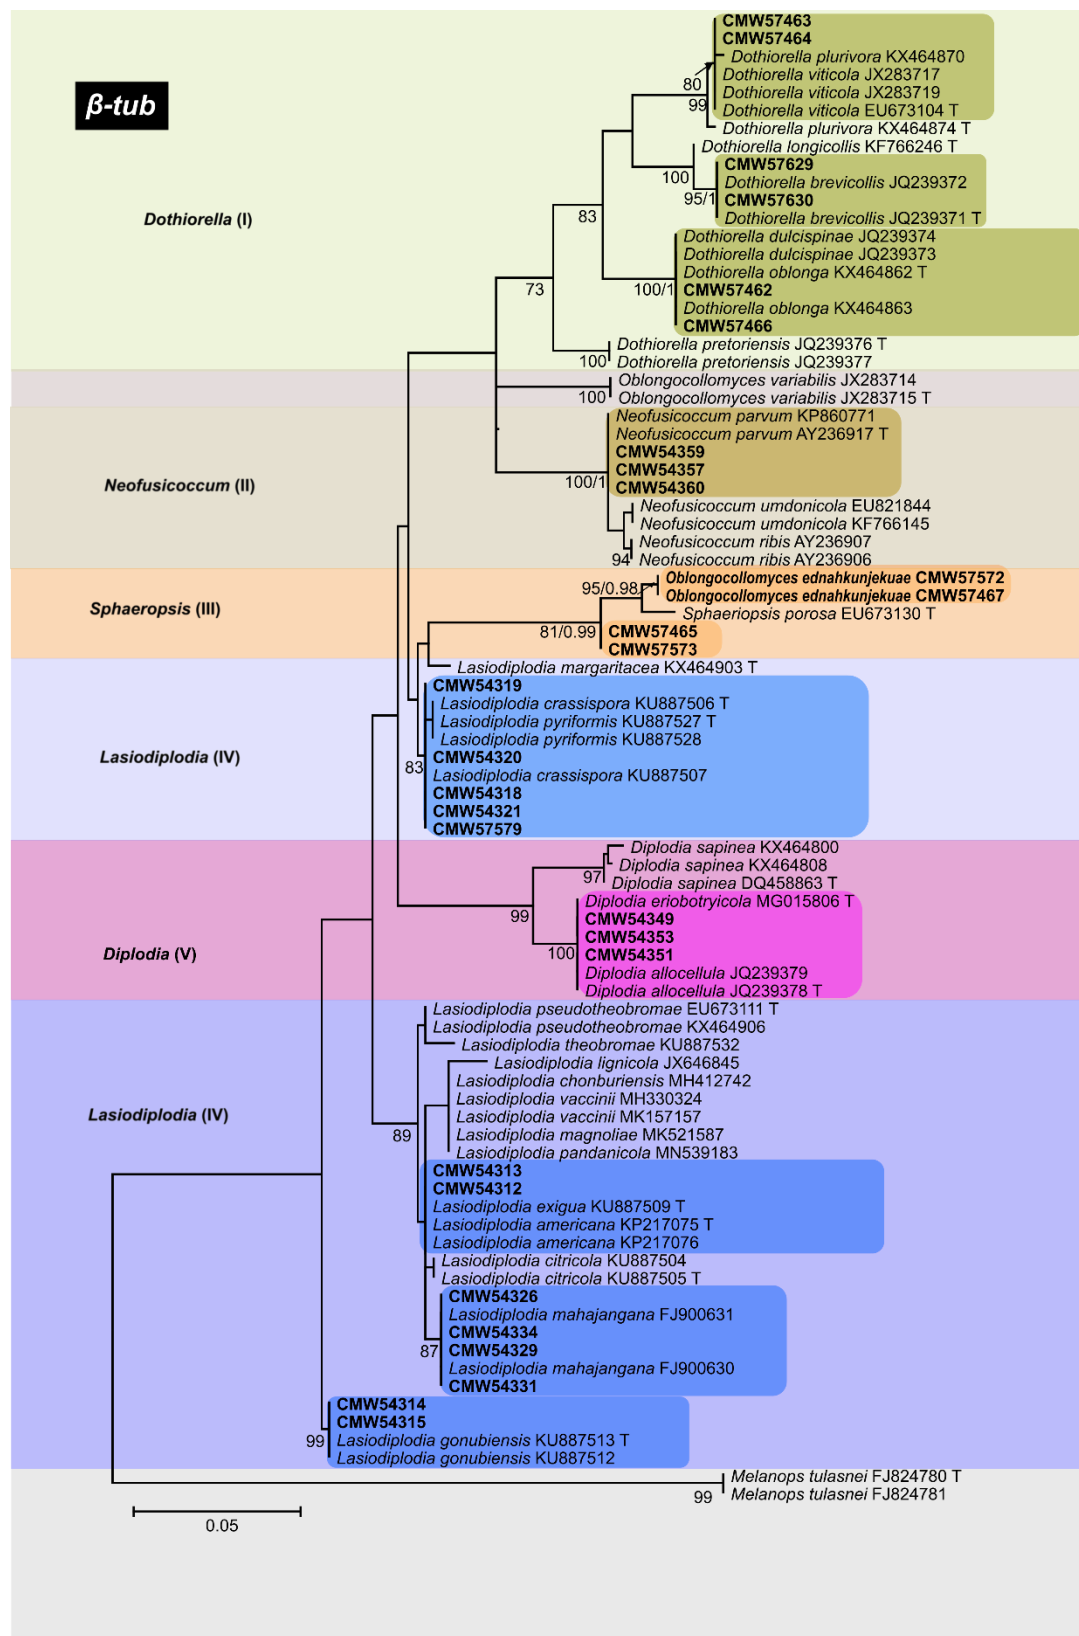 CMW57463
CMW57464
Dothiorella plurivora KX464870
β-tub
80
Dothiorella viticola JX283717
Dothiorella viticola JX283719
99
Dothiorella viticola EU673104 T
Dothiorella plurivora KX464874 T
Dothiorella longicollis KF766246 T
CMW57629
100
Dothiorella brevicollis JQ239372
95/1
CMW57630
Dothiorella (I)
83
Dothiorella brevicollis JQ239371 T
Dothiorella dulcispinae JQ239374
Dothiorella dulcispinae JQ239373
Dothiorella oblonga KX464862 T
73
100/1
CMW57462
Dothiorella oblonga KX464863
CMW57466
Dothiorella pretoriensis JQ239376 T
100
Dothiorella pretoriensis JQ239377
Oblongocollomyces variabilis JX283714
100
Oblongocollomyces variabilis JX283715 T
Neofusicoccum parvum KP860771
Neofusicoccum parvum AY236917 T
CMW54359
CMW54357
Neofusicoccum (II)
100/1
CMW54360
Neofusicoccum umdonicola EU821844
Neofusicoccum umdonicola KF766145
Neofusicoccum ribis AY236907
94
Neofusicoccum ribis AY236906
Oblongocollomyces ednahkunjekuae CMW57572
95/0.98
Oblongocollomyces ednahkunjekuae CMW57467
Sphaeropsis (III)
Sphaeriopsis porosa EU673130 T
81/0.99
CMW57465
CMW57573
Lasiodiplodia margaritacea KX464903 T
CMW54319
Lasiodiplodia crassispora KU887506 T
Lasiodiplodia pyriformis KU887527 T
Lasiodiplodia pyriformis KU887528
Lasiodiplodia (IV)
CMW54320
83
Lasiodiplodia crassispora KU887507
CMW54318
CMW54321
CMW57579
Diplodia sapinea KX464800
Diplodia sapinea KX464808
97
Diplodia sapinea DQ458863 T
Diplodia eriobotryicola MG015806 T
99
CMW54349
CMW54353
Diplodia (V)
100
CMW54351
Diplodia allocellula JQ239379
Diplodia allocellula JQ239378 T
Lasiodiplodia pseudotheobromae EU673111 T
Lasiodiplodia pseudotheobromae KX464906
Lasiodiplodia theobromae KU887532
Lasiodiplodia lignicola JX646845
Lasiodiplodia chonburiensis MH412742
Lasiodiplodia vaccinii MH330324
Lasiodiplodia (IV)
Lasiodiplodia vaccinii MK157157
89
Lasiodiplodia magnoliae MK521587
Lasiodiplodia pandanicola MN539183
CMW54313
CMW54312
Lasiodiplodia exigua KU887509 T
Lasiodiplodia americana KP217075 T
Lasiodiplodia americana KP217076
Lasiodiplodia citricola KU887504
Lasiodiplodia citricola KU887505 T
CMW54326
Lasiodiplodia mahajangana FJ900631
CMW54334
87
CMW54329
Lasiodiplodia mahajangana FJ900630
CMW54331
CMW54314
CMW54315
99
Lasiodiplodia gonubiensis KU887513 T
Lasiodiplodia gonubiensis KU887512
Melanops tulasnei FJ824780 T
99
Melanops tulasnei FJ824781
0.05